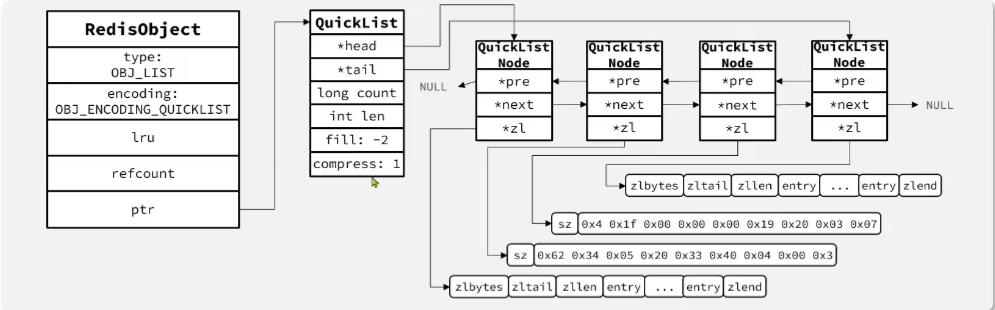 RedisObject
type:
OBJ_LIST
encoding:
OBJ_ENCODING_QUICKLIST
lru
refcount
ptr
QuickList
*head
*tail
long count
int len
fill: -2
compress: 1
NULL
QuickList
Node
*pre
*next
*zl
QuickList
Node
*pre
*next
*zl
QuickList
Node
*pre
*next
*zl
QuickList
Node
*pre
*next
*zl
NULL
zlbytes zltail zllen entry ... entry zlend
sz 0x4 0x1f 0x00 0x00 0x00 0x19 0x20 0x03 0x07
sz 0x62 0x34 0x05 0x20 0x33 0x40 0x04 0x00 0x3
zlbytes zltail zllen entry ... entry zlend